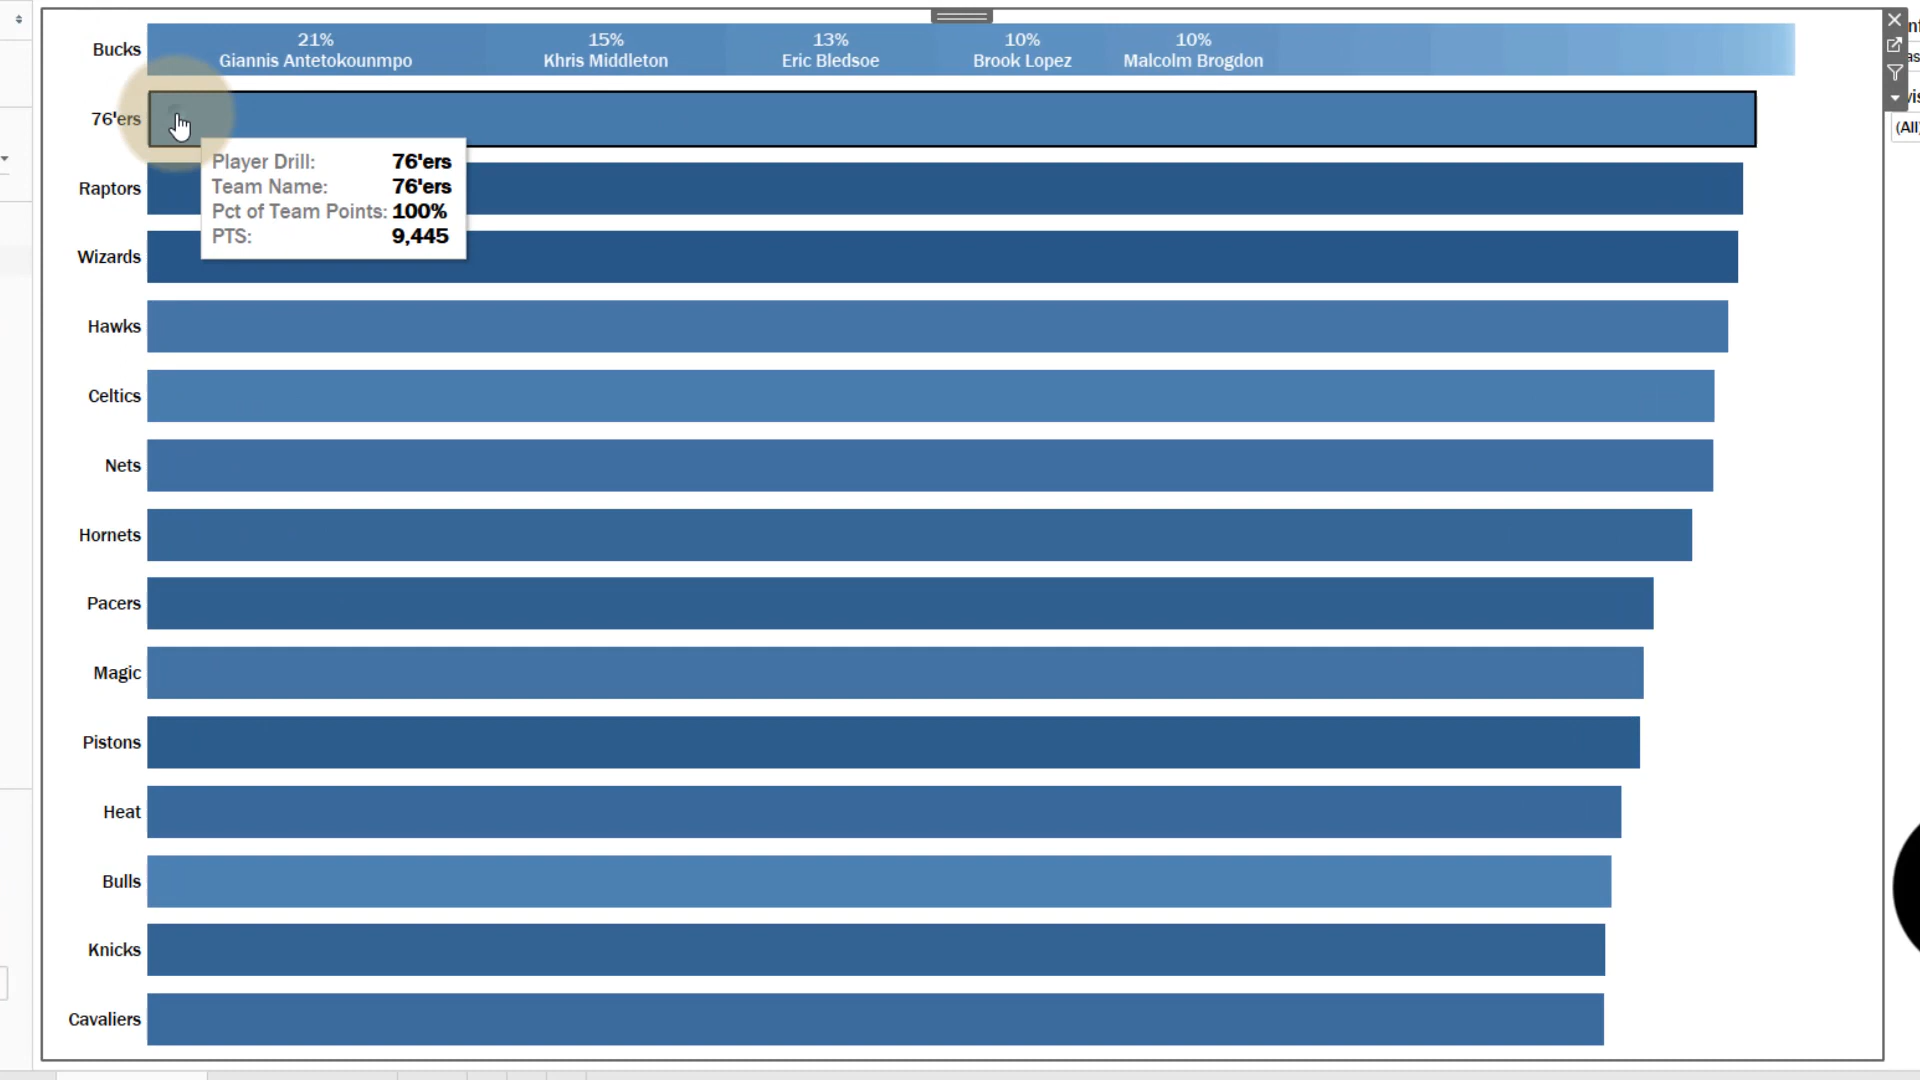 Bucks
21%
Giannis Antetokounmpo
15%
Khris Middleton
13%
Eric Bledsoe
10%
Brook Lopez
10%
Malcolm Brogdon
76'ers
Player Drill: 76'ers
Team Name: 76'ers
Pct of Team Points: 100%
PTS: 9,445
Raptors
Wizards
Hawks
Celtics
Nets
Hornets
Pacers
Magic
Pistons
Heat
Bulls
Knicks
Cavaliers
(All)